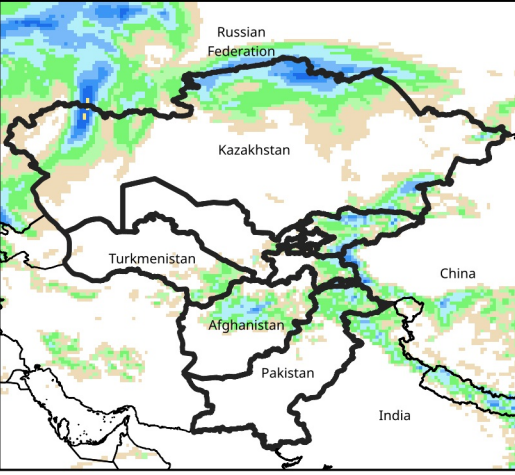 Russian
Federation
Kazakhstan
Turkmenistan
China
Afghanistan
Pakistan
India